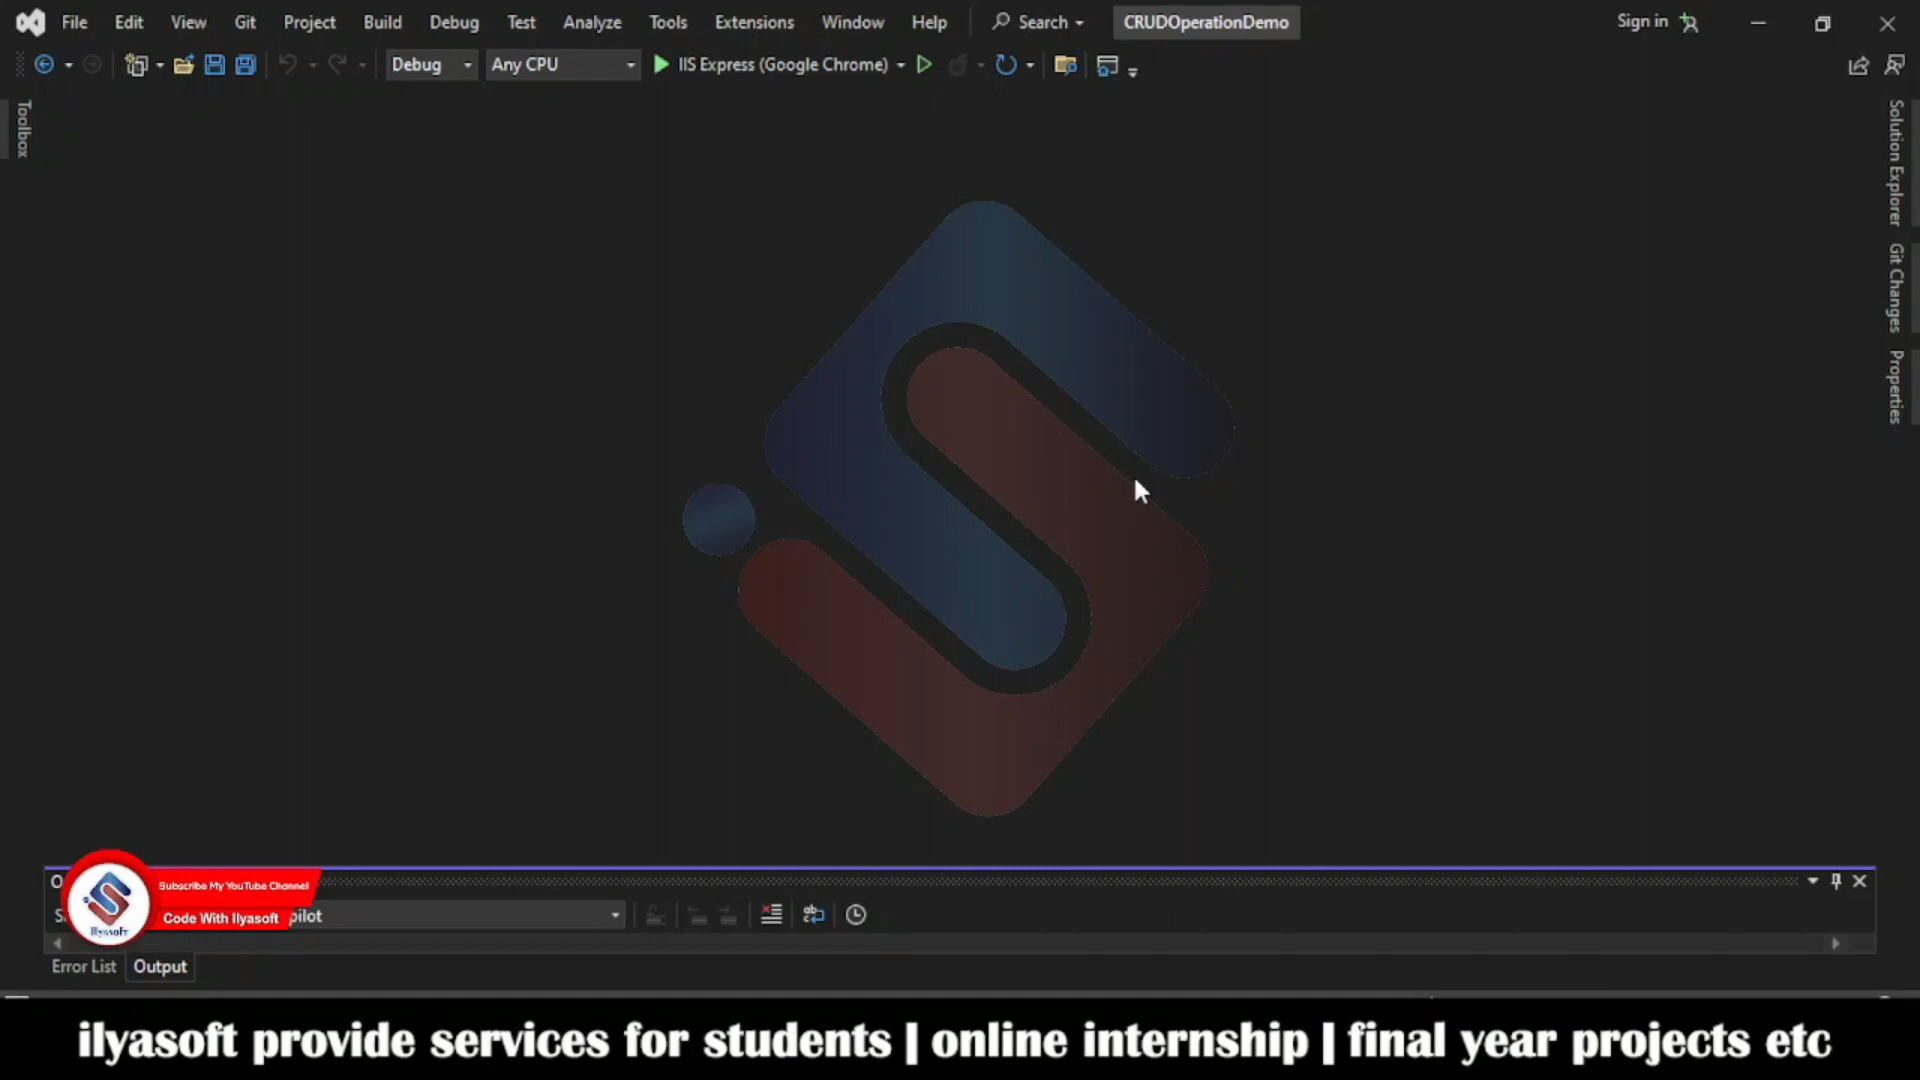 File Edit View Git Project Build Debug Test Analyze Tools Extensions Window Help Search CRUDOperationDemo Sign in
Debug Any CPU IIS Express (Google Chrome)
Toolbox
Solution Explorer
Git Changes
Properties
Subscribe My YouTube Channel
Code With Ilyasoft
Ilyasoft
pilot
Error List Output
ilyasoft provide services for students | online internship | final year projects etc